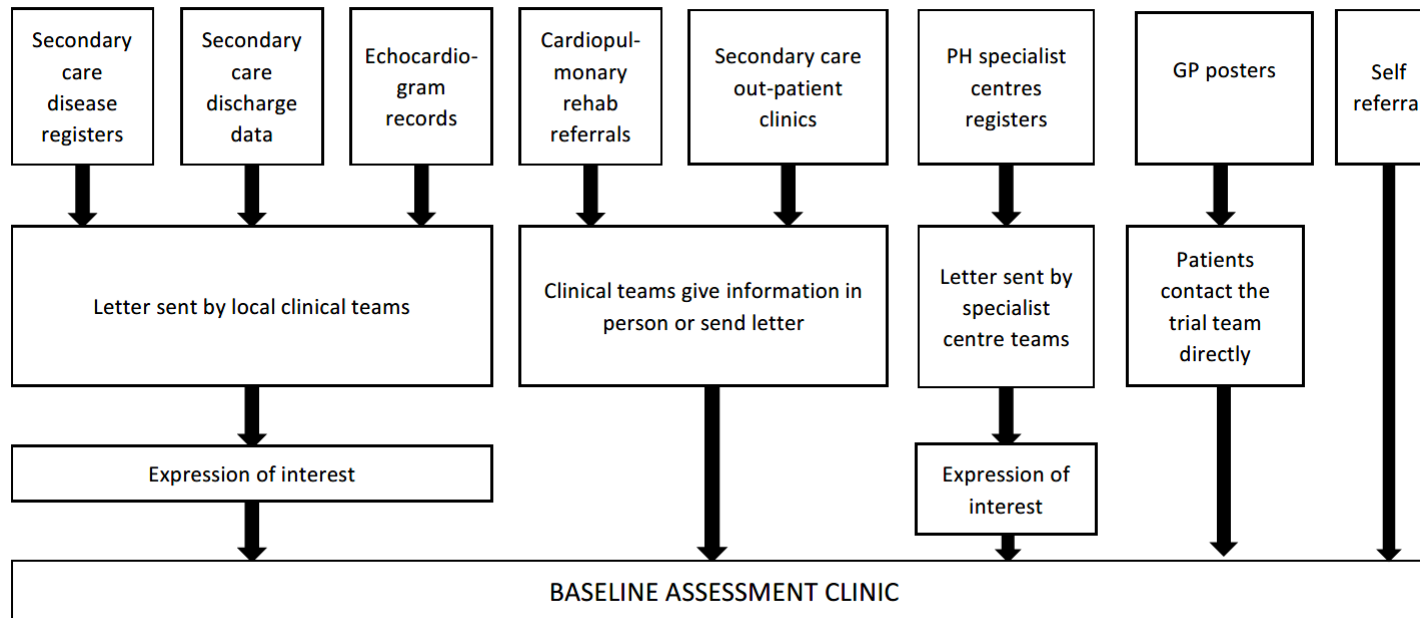 Secondary
care
disease
registers
Secondary
care
discharge
data
Echocardio-
gram
records
Cardiopul-
monary
rehab
referrals
Secondary care
out-patient
clinics
PH specialist
centres
registers
GP posters
Self
referra
Letter sent by local clinical teams
Clinical teams give information in
person or send letter
Letter sent by
specialist
centre teams
Patients
contact the
trial team
directly
Expression of interest
Expression of
interest
BASELINE ASSESSMENT CLINIC